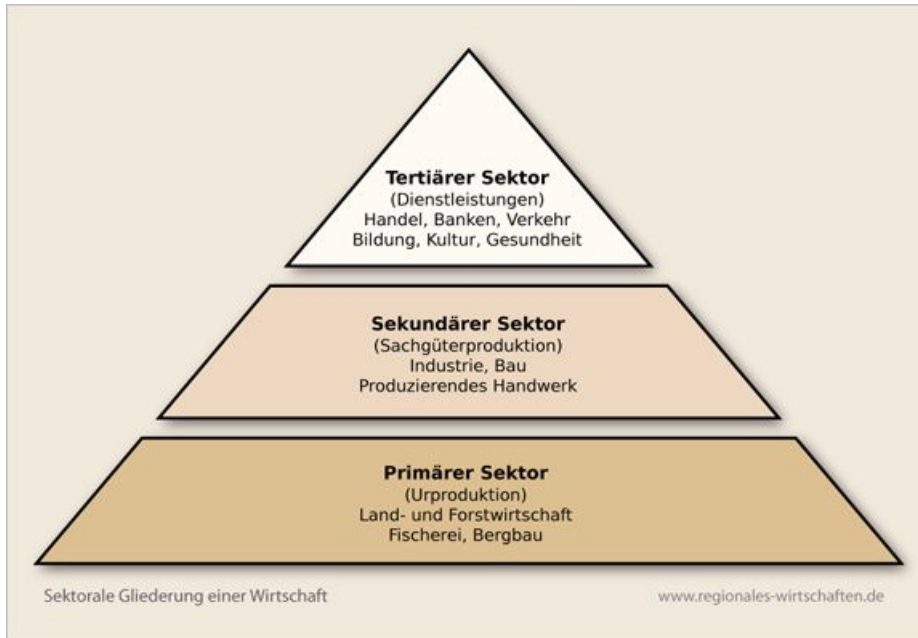 Tertiärer Sektor
(Dienstleistungen)
Handel, Banken, Verkehr
Bildung, Kultur, Gesundheit
Sekundärer Sektor
(Sachgüterproduktion)
Industrie, Bau
Produzierendes Handwerk
Primärer Sektor
(Urproduktion)
Land- und Forstwirtschaft
Fischerei, Bergbau
Sektorale Gliederung einer Wirtschaft
www.regionales-wirtschaften.de